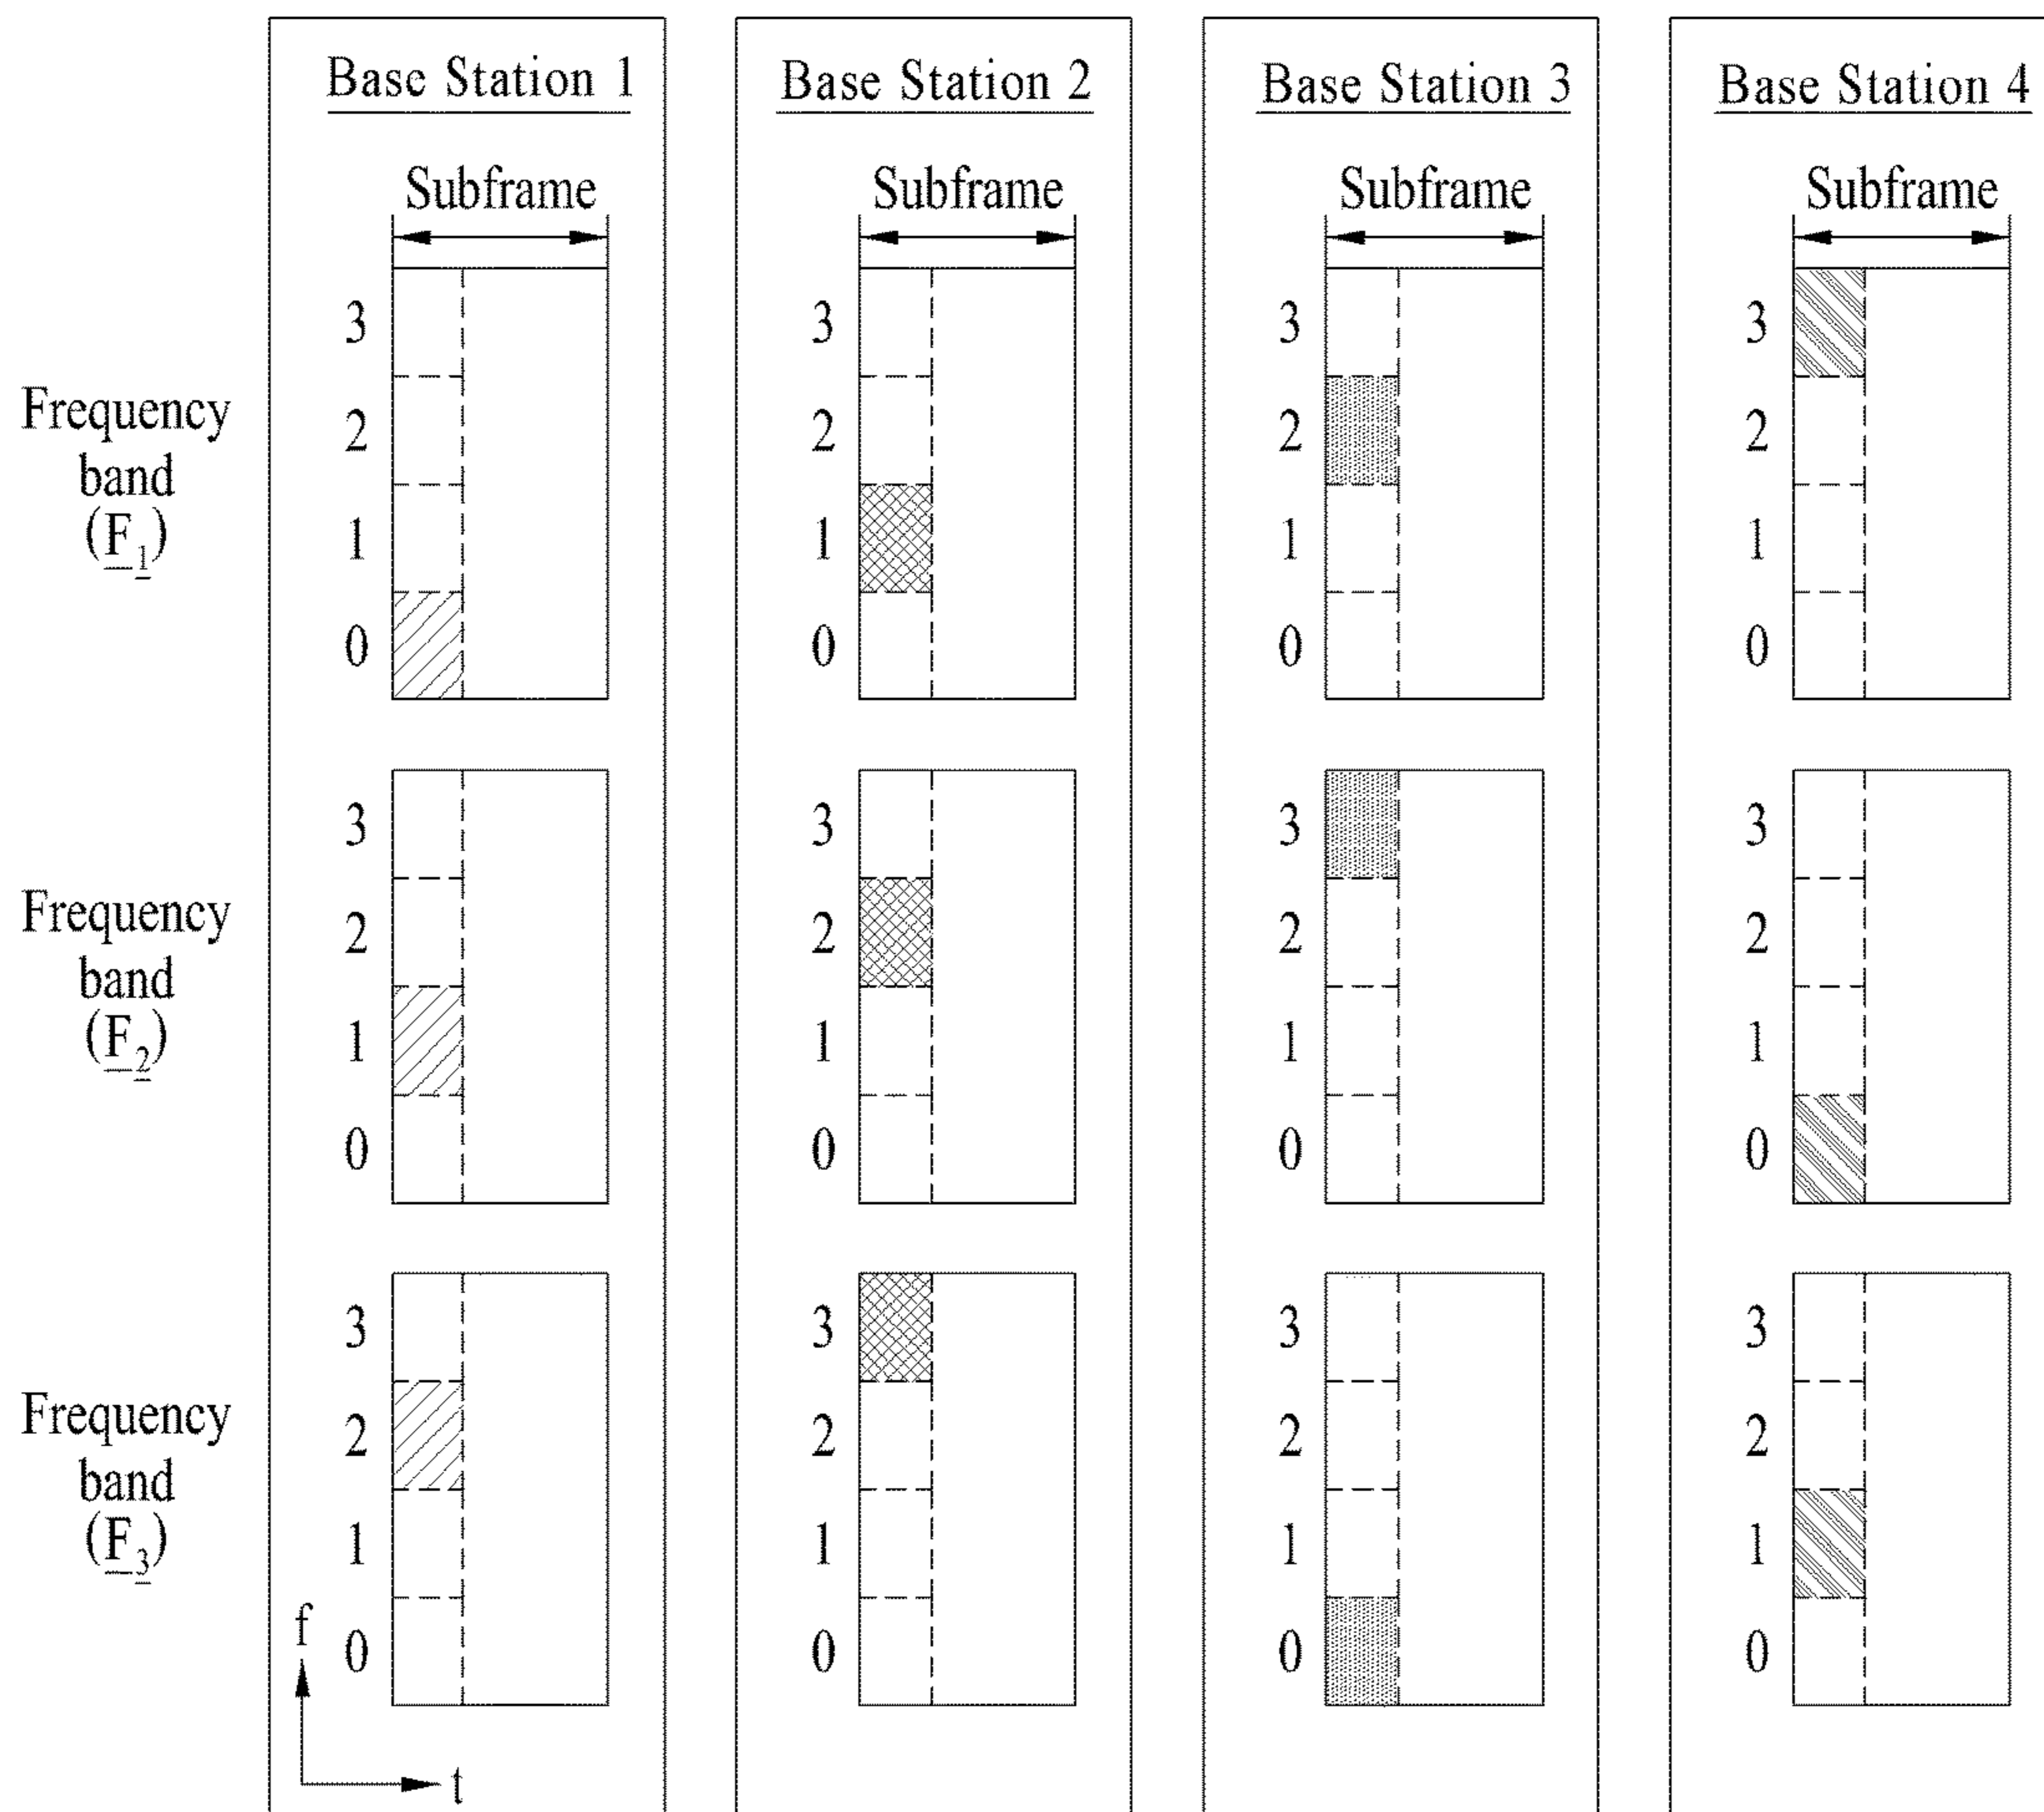 Base Station 1 Base Station 2 Base Station 3 Base Station 4
Subframe Subframe Subframe Subframe
Frequency
band
(F1)
3 3 3 3
2 2 2 2
1 1 1 1
0 0 0 0
Frequency
band
(F2)
3 3 3 3
2 2 2 2
1 1 1 1
0 0 0 0
Frequency
band
(F3)
3 3 3 3
2 2 2 2
1 1 1 1
0 0 0 0
f
t